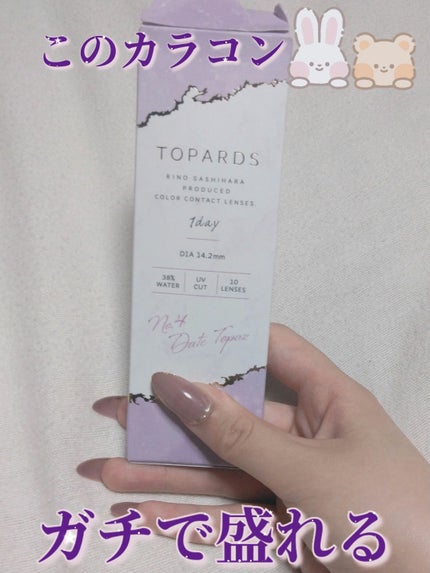 このカラコン
TOPARDS
RINO SASHIHARA
PRODUCED
COLOR CONTACT LENSES
1day
DIA 14.2mm
38% WATER
UV CUT
10 LENSES
No.4
Date Topaz
ガチで盛れる